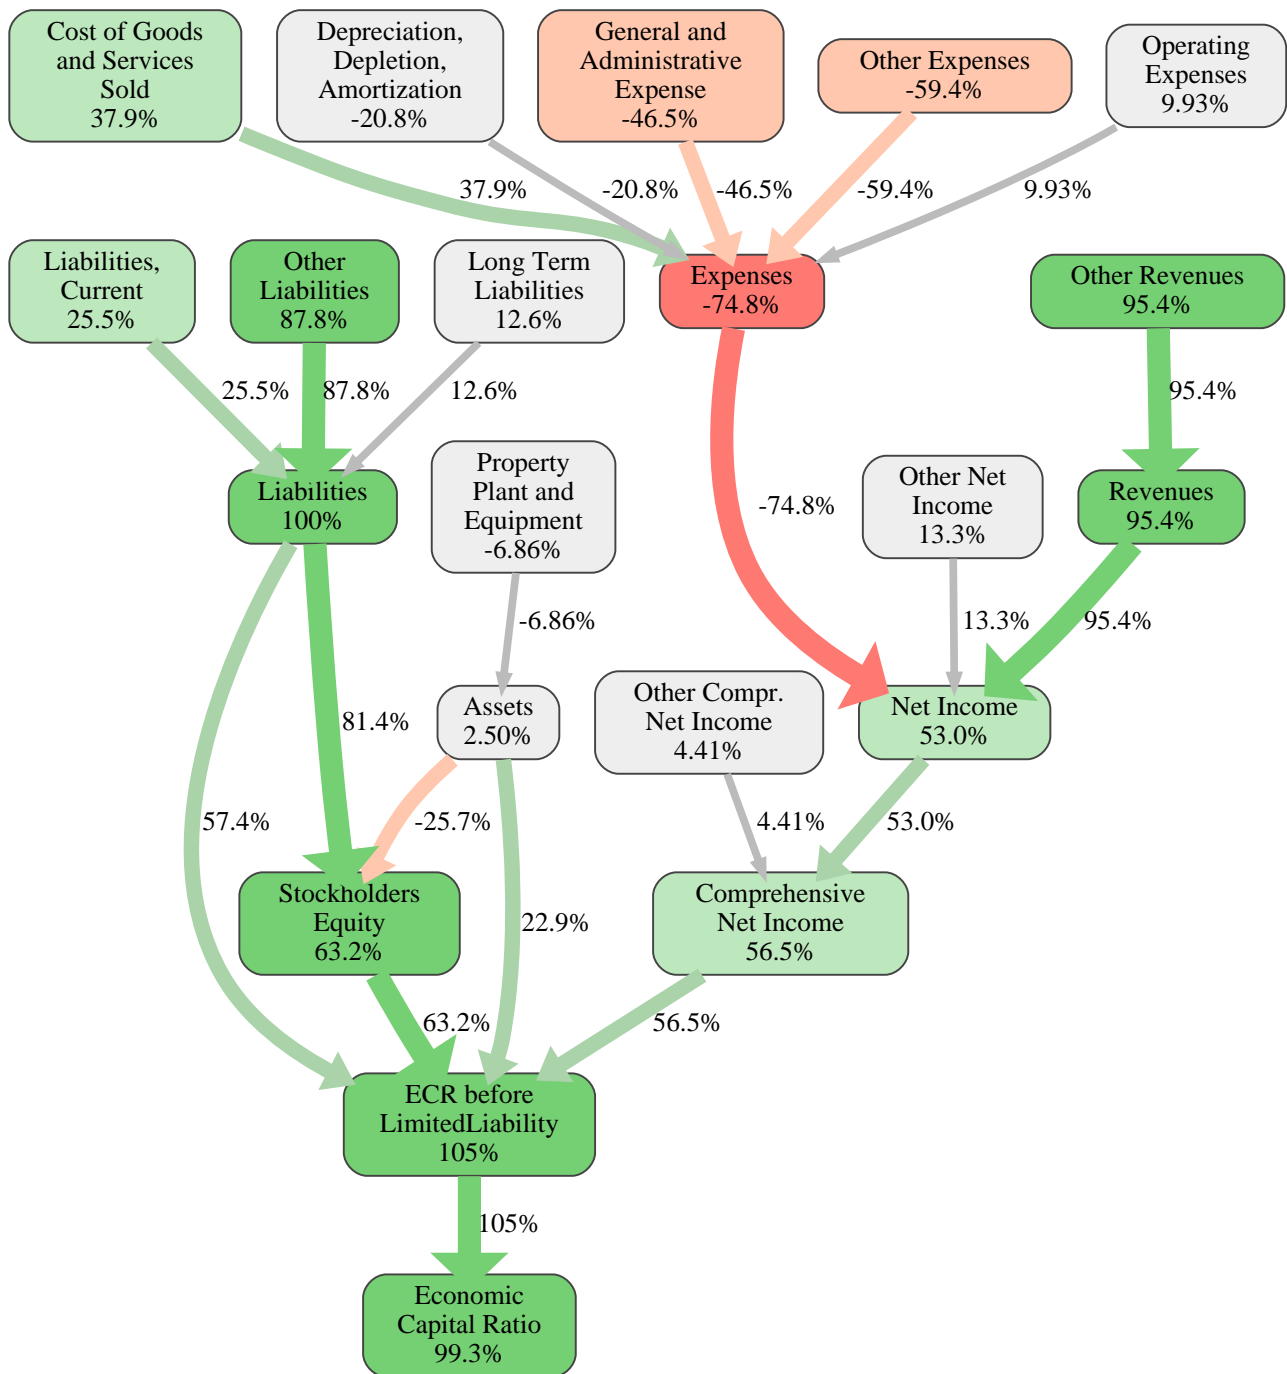 Cost of Goods
and Services
Sold
37.9%
Depreciation,
Depletion,
Amortization
-20.8%
General and
Administrative
Expense
-46.5%
Other Expenses
-59.4%
Operating
Expenses
9.93%
37.9%
-20.8%
-46.5%
-59.4%
9.93%
Liabilities,
Current
25.5%
Other
Liabilities
87.8%
Long Term
Liabilities
12.6%
Expenses
-74.8%
Other Revenues
95.4%
25.5%
87.8%
12.6%
95.4%
Liabilities
100%
Property
Plant and
Equipment
-6.86%
-74.8%
Other Net
Income
13.3%
Revenues
95.4%
-6.86%
13.3%
95.4%
81.4%
Assets
2.50%
Other Compr.
Net Income
4.41%
Net Income
53.0%
57.4%
-25.7%
4.41%
53.0%
Stockholders
Equity
63.2%
22.9%
Comprehensive
Net Income
56.5%
63.2%
56.5%
ECR before
LimitedLiability
105%
105%
Economic
Capital Ratio
99.3%